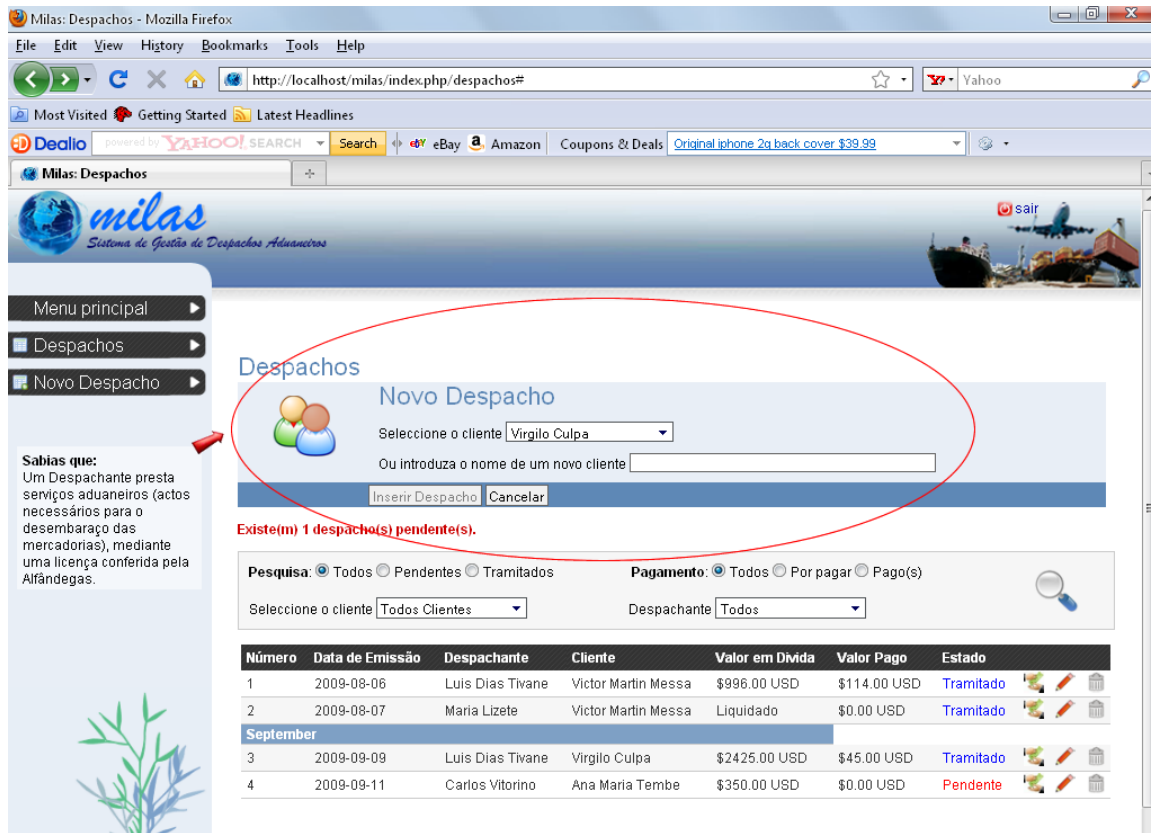 Milas: Despachos - Mozilla Firefox
File Edit View History Bookmarks Tools Help
http://localhost/milas/index.php/despachos#
Yahoo
Most Visited Getting Started Latest Headlines
Dealio powered by YAHOO! SEARCH Search eBay Amazon Coupons & Deals Original iphone 2g back cover $39.99
Milas: Despachos
milas
Sistema de Gestão de Despachos Aduaneiros
sair
Menu principal
Despachos
Novo Despacho
Sabias que:
Um Despachante presta
serviços aduaneiros (actos
necessários para o
desembaraço das
mercadorias), mediante
uma licença conferida pela
Alfândegas.
Despachos
Novo Despacho
Seleccione o cliente Virgilo Culpa
Ou introduza o nome de um novo cliente
Inserir Despacho Cancelar
Existe(m) 1 despacho(s) pendente(s).
Pesquisa: Todos Pendentes Tramitados Pagamento: Todos Por pagar Pago(s)
Seleccione o cliente Todos Clientes Despachante Todos
Número Data de Emissão Despachante Cliente Valor em Divida Valor Pago Estado
1 2009-08-06 Luis Dias Tivane Victor Martin Messa $996.00 USD $114.00 USD Tramitado
2 2009-08-07 Maria Lizete Victor Martin Messa Liquidado $0.00 USD Tramitado
September
3 2009-09-09 Luis Dias Tivane Virgilo Culpa $2425.00 USD $45.00 USD Tramitado
4 2009-09-11 Carlos Vitorino Ana Maria Tembe $350.00 USD $0.00 USD Pendente